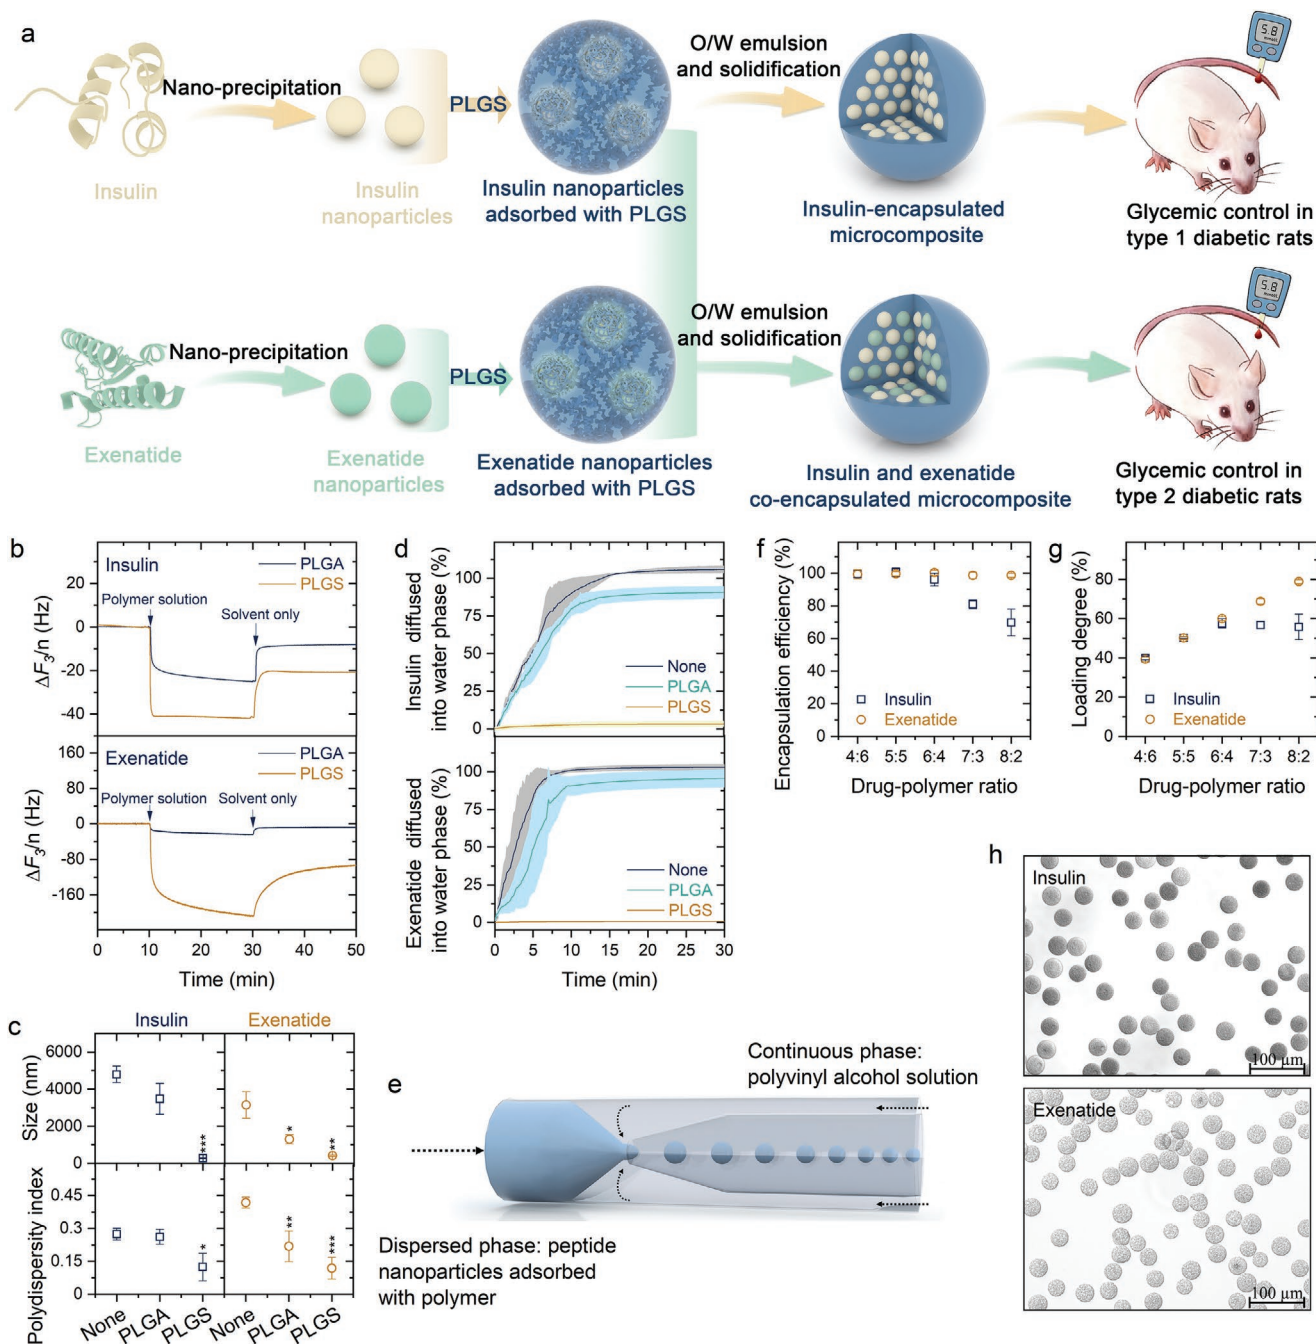 a
Insulin
Nano-precipitation
Insulin
nanoparticles
PLGS
Insulin nanoparticles
adsorbed with PLGS
O/W emulsion
and solidification
Insulin-encapsulated
microcomposite
5.8
Glycemic control in
type 1 diabetic rats
Exenatide
Nano-precipitation
Exenatide
nanoparticles
PLGS
Exenatide nanoparticles
adsorbed with PLGS
O/W emulsion
and solidification
Insulin and exenatide
co-encapsulated microcomposite
5.8
Glycemic control in
type 2 diabetic rats
b
Insulin
PLGA
PLGS
Polymer solution
Solvent only
ΔF3/n (Hz)
20
0
-20
-40
Exenatide
PLGA
PLGS
Polymer solution
Solvent only
ΔF3/n (Hz)
160
80
0
-80
-160
0 10 20 30 40 50
Time (min)
d
Insulin diffused
into water phase (%)
100
75
50
25
0
None
PLGA
PLGS
Exenatide diffused
into water phase (%)
100
75
50
25
0
None
PLGA
PLGS
0 5 10 15 20 25 30
Time (min)
f
Encapsulation efficiency (%)
100
80
60
40
20
0
Insulin
Exenatide
4:6 5:5 6:4 7:3 8:2
Drug-polymer ratio
g
Loading degree (%)
80
60
40
20
0
Insulin
Exenatide
4:6 5:5 6:4 7:3 8:2
Drug-polymer ratio
h
Insulin
100 μm
Exenatide
100 μm
c
Insulin
Exenatide
Size (nm)
6000
4000
2000
0
***
*
**
Polydispersity index
0.45
0.3
0.15
0
*
**
***
None PLGA PLGS None PLGA PLGS
e
Continuous phase:
polyvinyl alcohol solution
Dispersed phase: peptide
nanoparticles adsorbed
with polymer